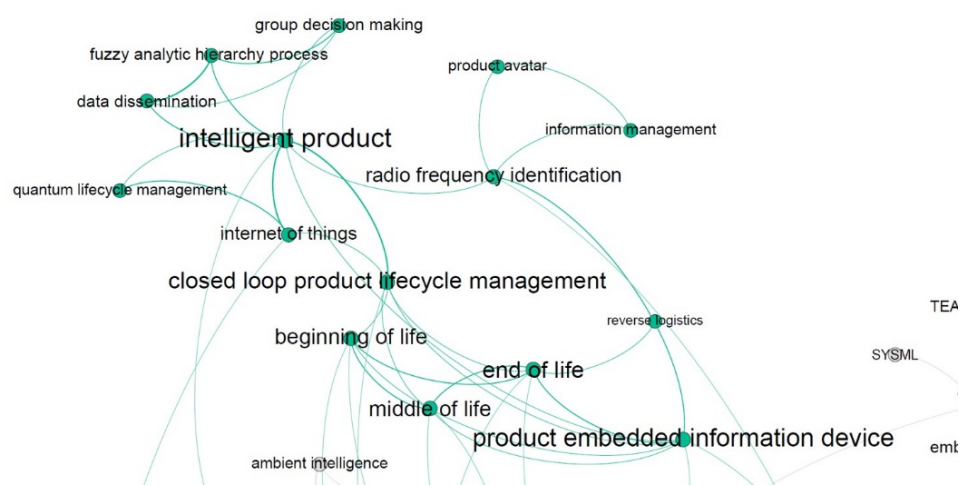 group decision making
fuzzy analytic hierarchy process
product avatar
data dissemination
information management
intelligent product
radio frequency identification
quantum lifecycle management
internet of things
closed loop product lifecycle management
TEA
reverse logistics
beginning of life
SYSML
end of life
middle of life
product embedded information device
emb
ambient intelligence